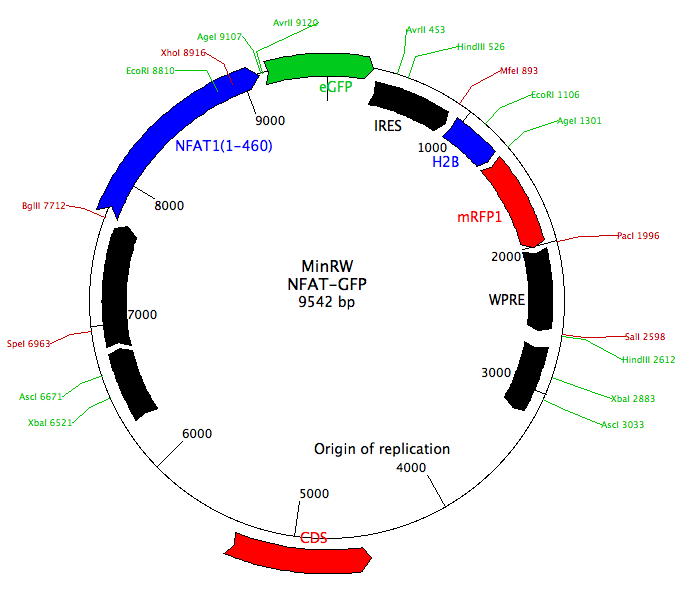 AvrII 9120
AgeI 9107
AvrII 453
XhoI 8916
HindIII 526
EcoRI 8810
MfeI 893
eGFP
EcoRI 1106
9000
IRES
AgeI 1301
NFAT1(1-460)
1000
H2B
8000
BglII 7712
mRFP1
PacI 1996
2000
MinRW
NFAT-GFP
9542 bp
WPRE
7000
SpeI 6963
SalI 2598
HindIII 2612
3000
AscI 6671
XbaI 2883
XbaI 6521
AscI 3033
6000
Origin of replication
4000
5000
CDS